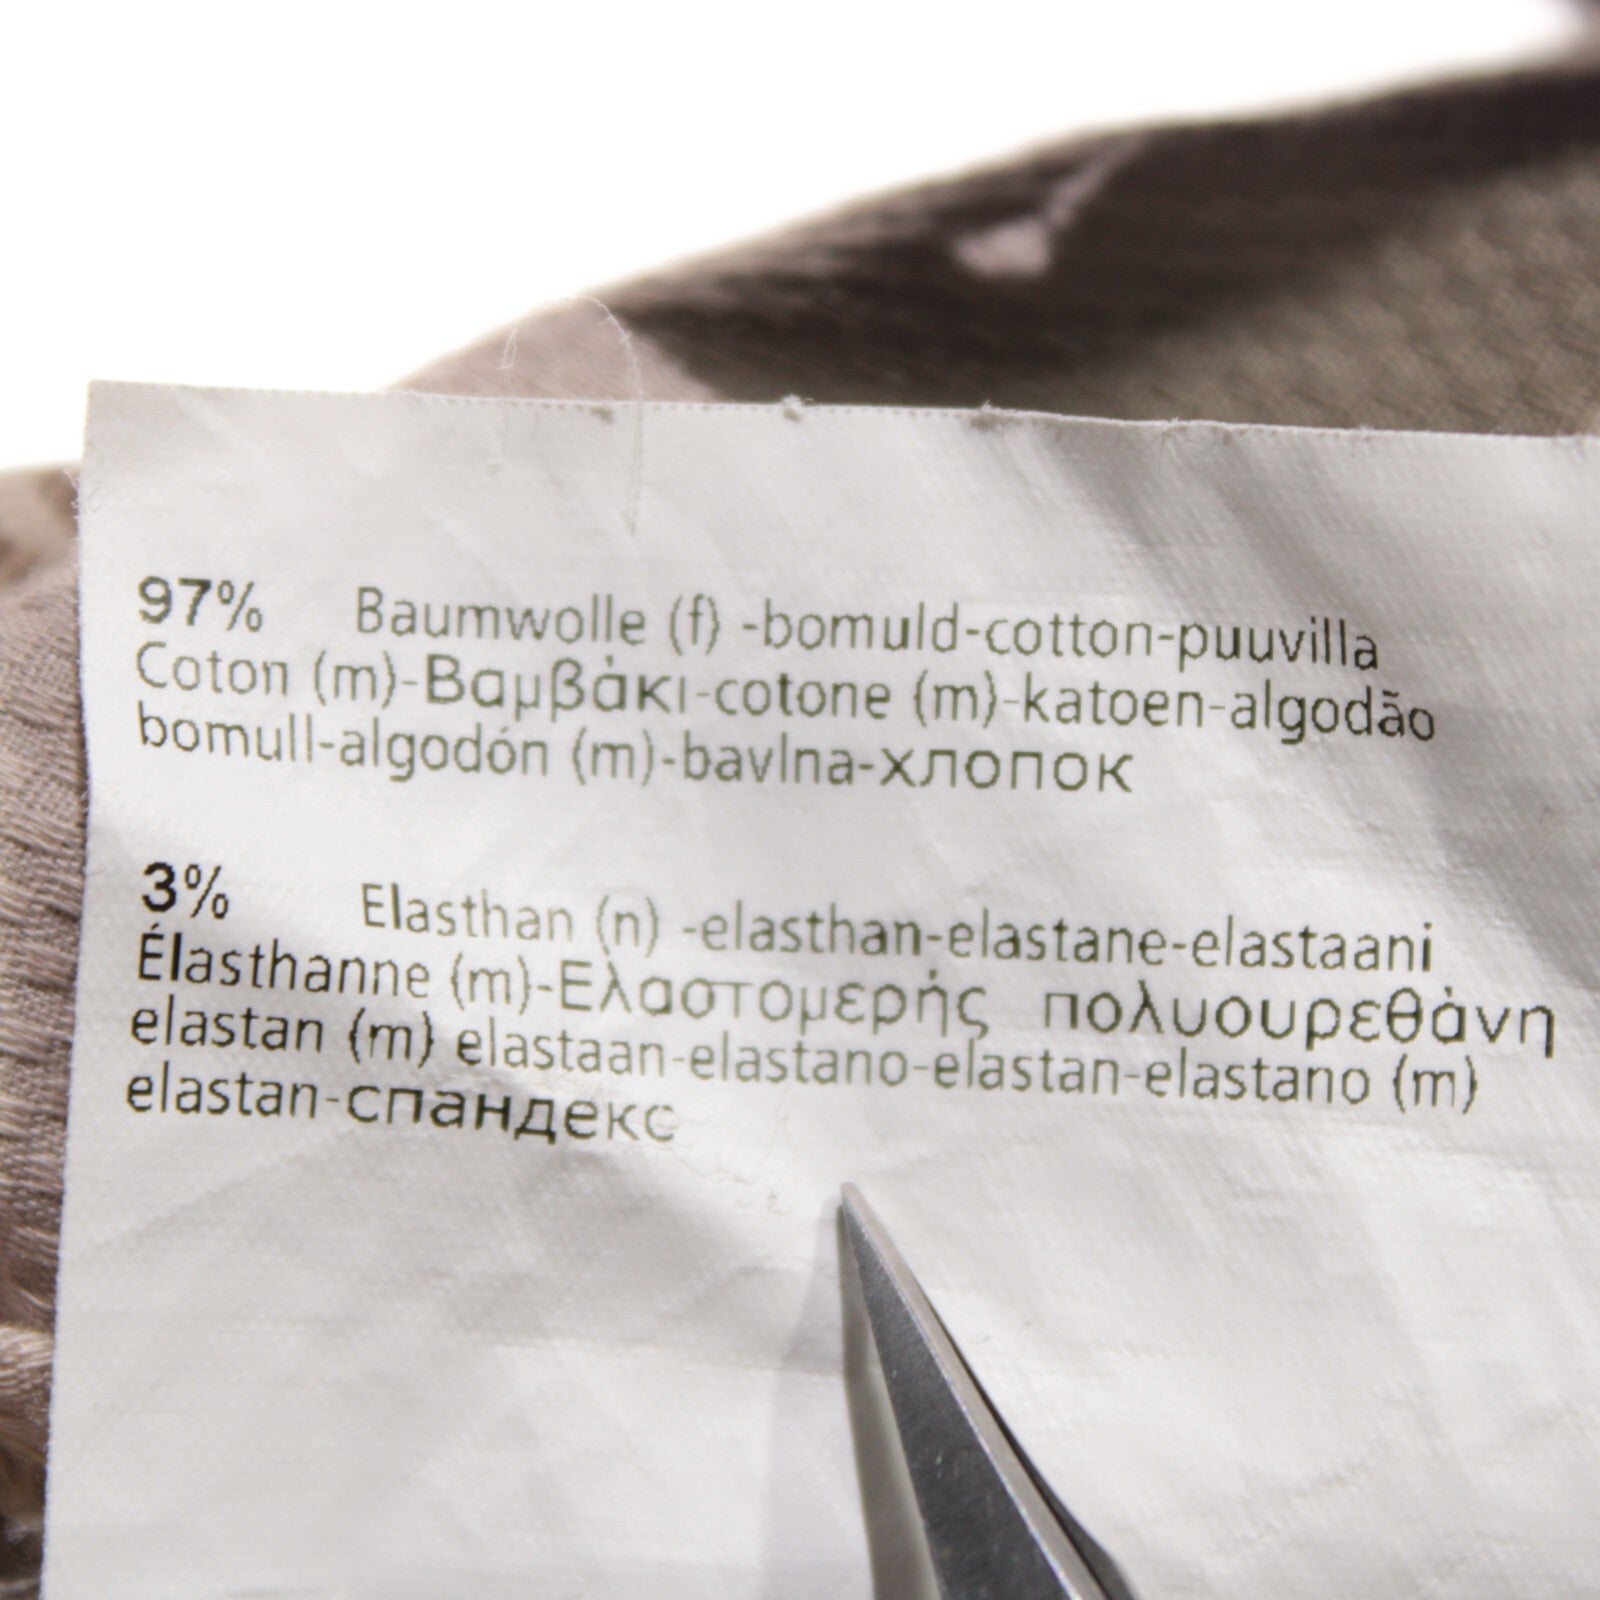 97% Baumwolle (f) -bomuld-cotton-puuvilla
Coton (m)-Βαμβάκι-cotone (m)-katoen-algodão
bomull-algodón (m)-bavlna-хлопок
3% Elasthan (n) -elasthan-elastane-elastaani
Élasthanne (m)-Ελαστομερής πολυουρεθάνη
elastan (m) elastaan-elastano-elastan-elastano (m)
elastan-спандекс